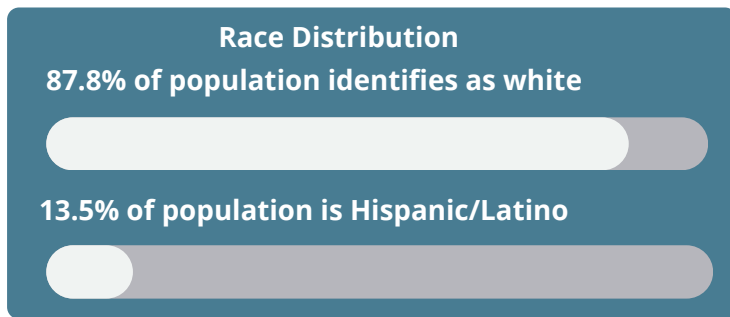 Race Distribution
87.8% of population identifies as white
13.5% of population is Hispanic/Latino